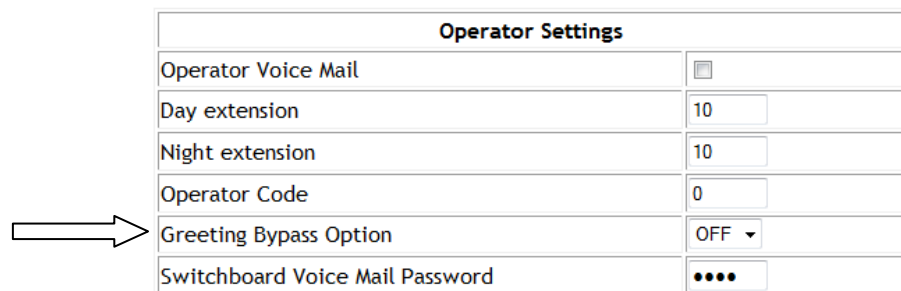 Operator Settings
Operator Voice Mail
Day extension 10
Night extension 10
Operator Code 0
Greeting Bypass Option OFF
Switchboard Voice Mail Password ••••